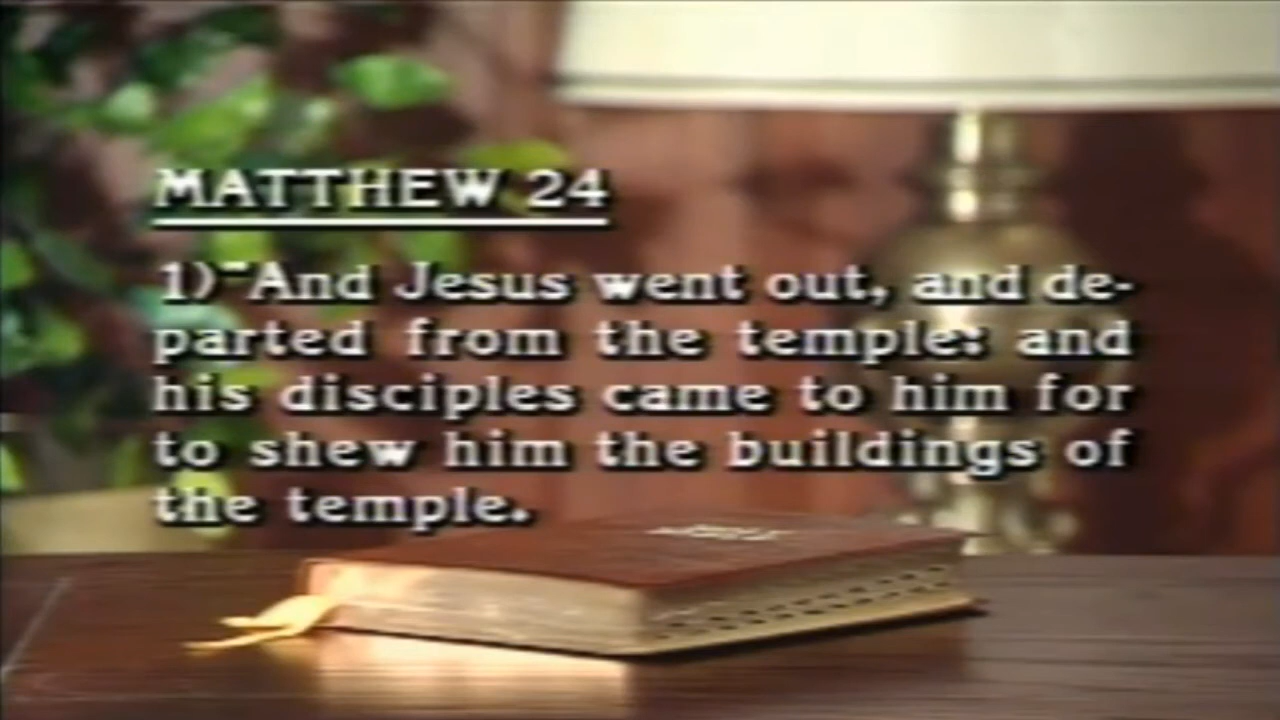 MATTHEW 24
1) "And Jesus went out, and de-
parted from the temple: and
his disciples came to him for
to shew him the buildings of
the temple.